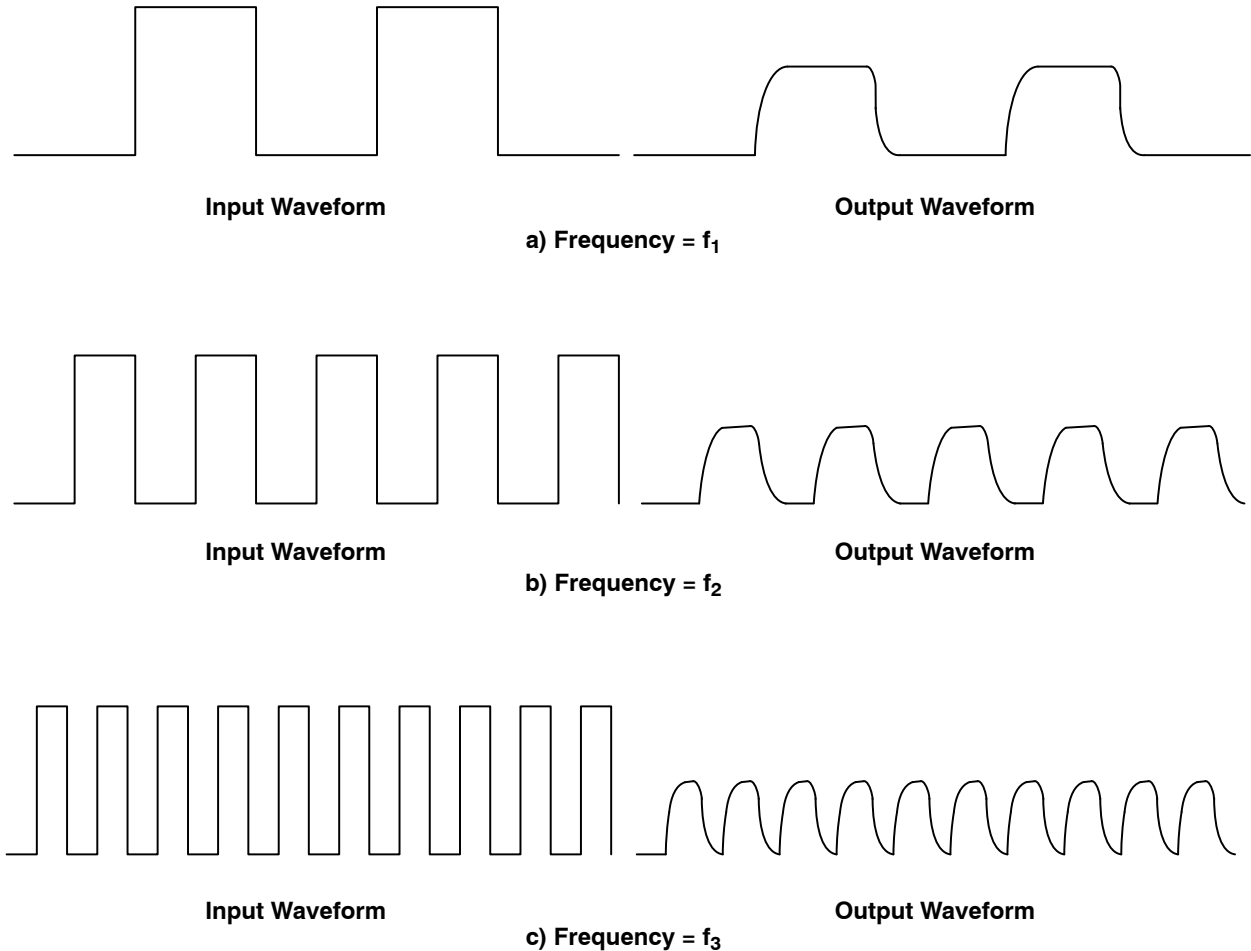 Input Waveform
Output Waveform
a) Frequency = f₁
Input Waveform
Output Waveform
b) Frequency = f₂
Input Waveform
Output Waveform
c) Frequency = f₃